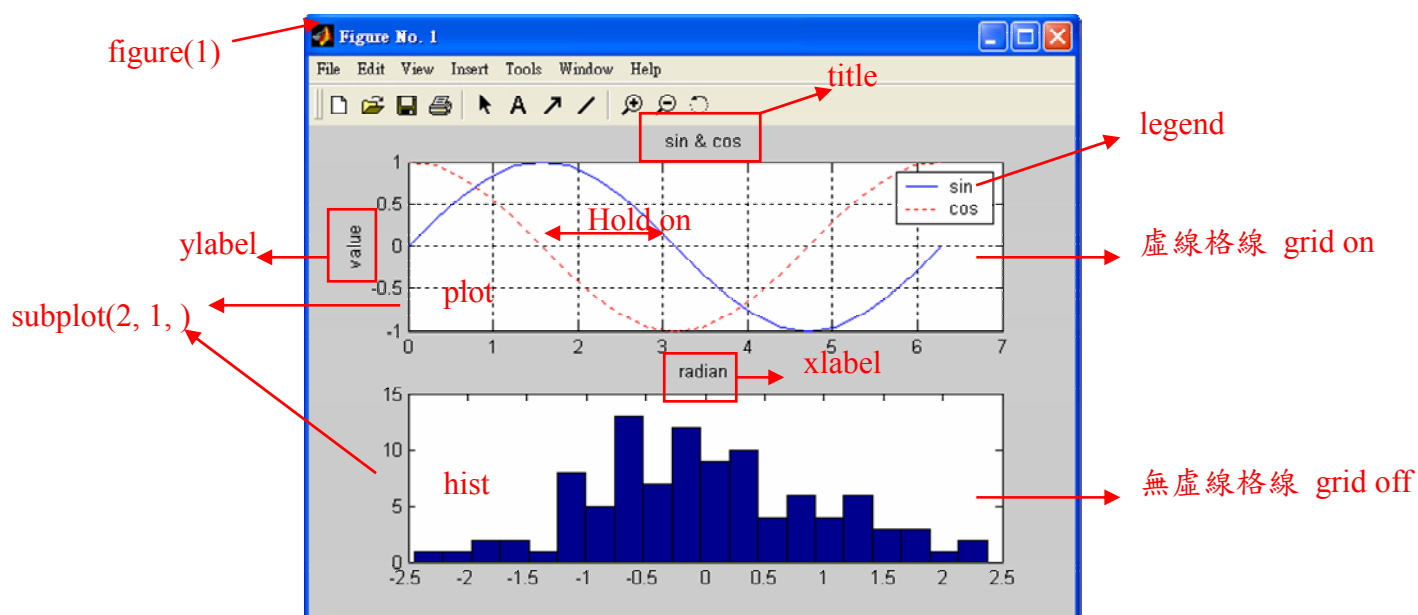 Figure No. 1
figure(1)
File Edit View Insert Tools Window Help
title
sin & cos
legend
sin
cos
1
0.5
0
-0.5
-1
Hold on
ylabel
value
虛線格線 grid on
plot
subplot(2, 1, )
0 1 2 3 4 5 6 7
radian
xlabel
15
10
5
0
hist
無虛線格線 grid off
-2.5 -2 -1.5 -1 -0.5 0 0.5 1 1.5 2 2.5